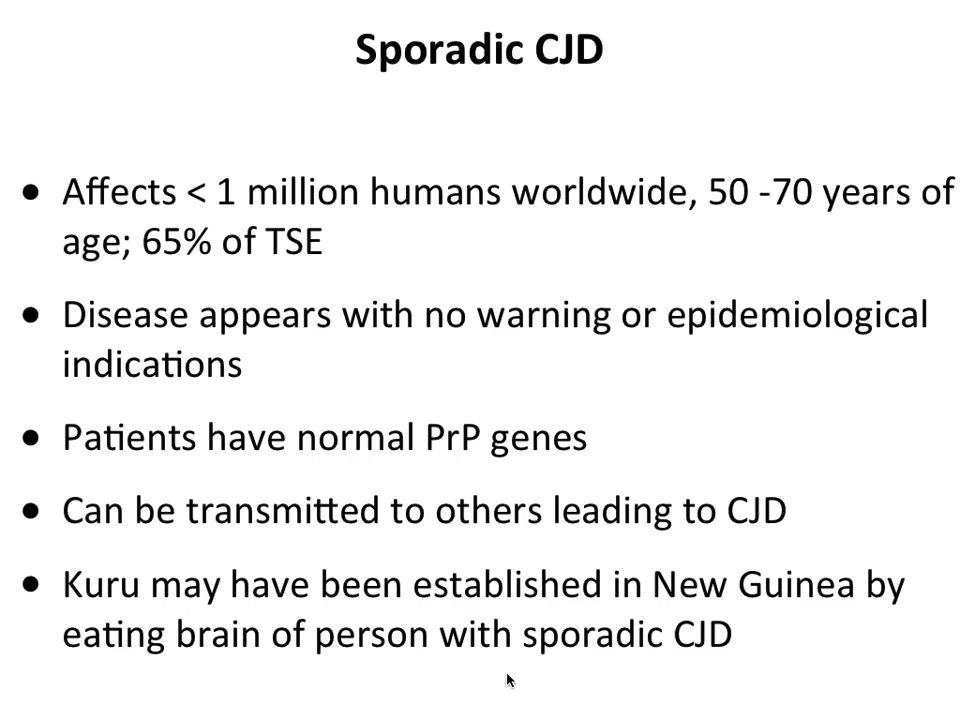 Sporadic CJD
• Affects < 1 million humans worldwide, 50 -70 years of
age; 65% of TSE
• Disease appears with no warning or epidemiological
indications
• Patients have normal PrP genes
• Can be transmitted to others leading to CJD
• Kuru may have been established in New Guinea by
eating brain of person with sporadic CJD